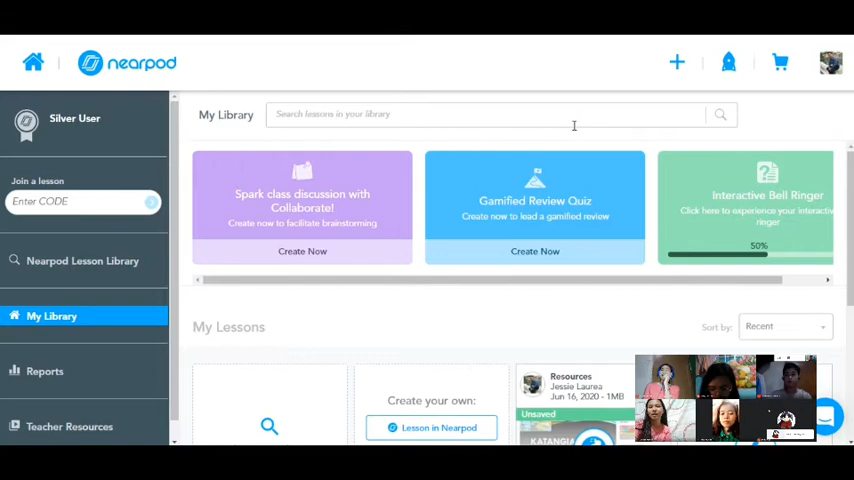 nearpod
Silver User
Join a lesson
Enter CODE
Nearpod Lesson Library
My Library
Reports
Teacher Resources
My Library
Search lessons in your library
Spark class discussion with
Collaborate!
Create now to facilitate brainstorming
Create Now
Gamified Review Quiz
Create now to lead a gamified review
Create Now
Interactive Bell Ringer
Click here to experience your interactive
ringer
50%
My Lessons
Sort by:
Recent
Create your own:
Lesson in Nearpod
Resources
Jessie Laurea
Jun 16, 2020 - 1MB
Unsaved
KATANGIA